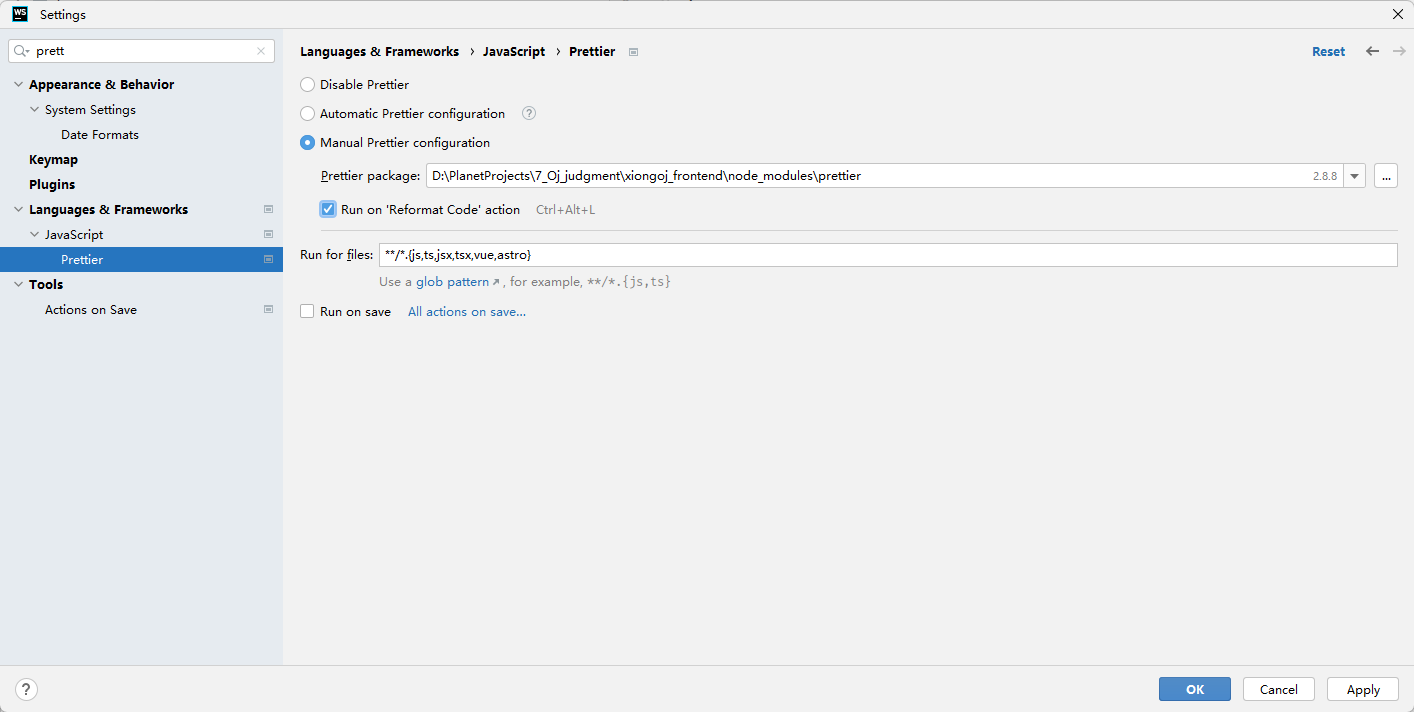 WS Settings
prett
Appearance & Behavior
System Settings
Date Formats
Keymap
Plugins
Languages & Frameworks
JavaScript
Prettier
Tools
Actions on Save
Languages & Frameworks › JavaScript › Prettier
Reset
Disable Prettier
Automatic Prettier configuration ?
Manual Prettier configuration
Prettier package: D:\PlanetProjects\7_Oj_judgment\xiongoj_frontend\node_modules\prettier 2.8.8 ...
Run on 'Reformat Code' action Ctrl+Alt+L
Run for files: **/*.{js,ts,jsx,tsx,vue,astro}
Use a glob pattern ↗, for example, **/*.{js,ts}
Run on save All actions on save...
? OK Cancel Apply